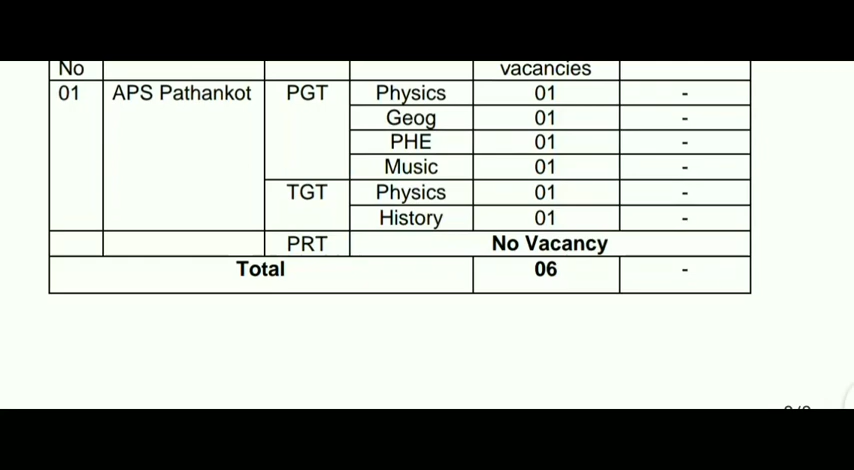 No vacancies
01 APS Pathankot PGT Physics 01 -
Geog 01 -
PHE 01 -
Music 01 -
TGT Physics 01 -
History 01 -
PRT No Vacancy
Total 06 -